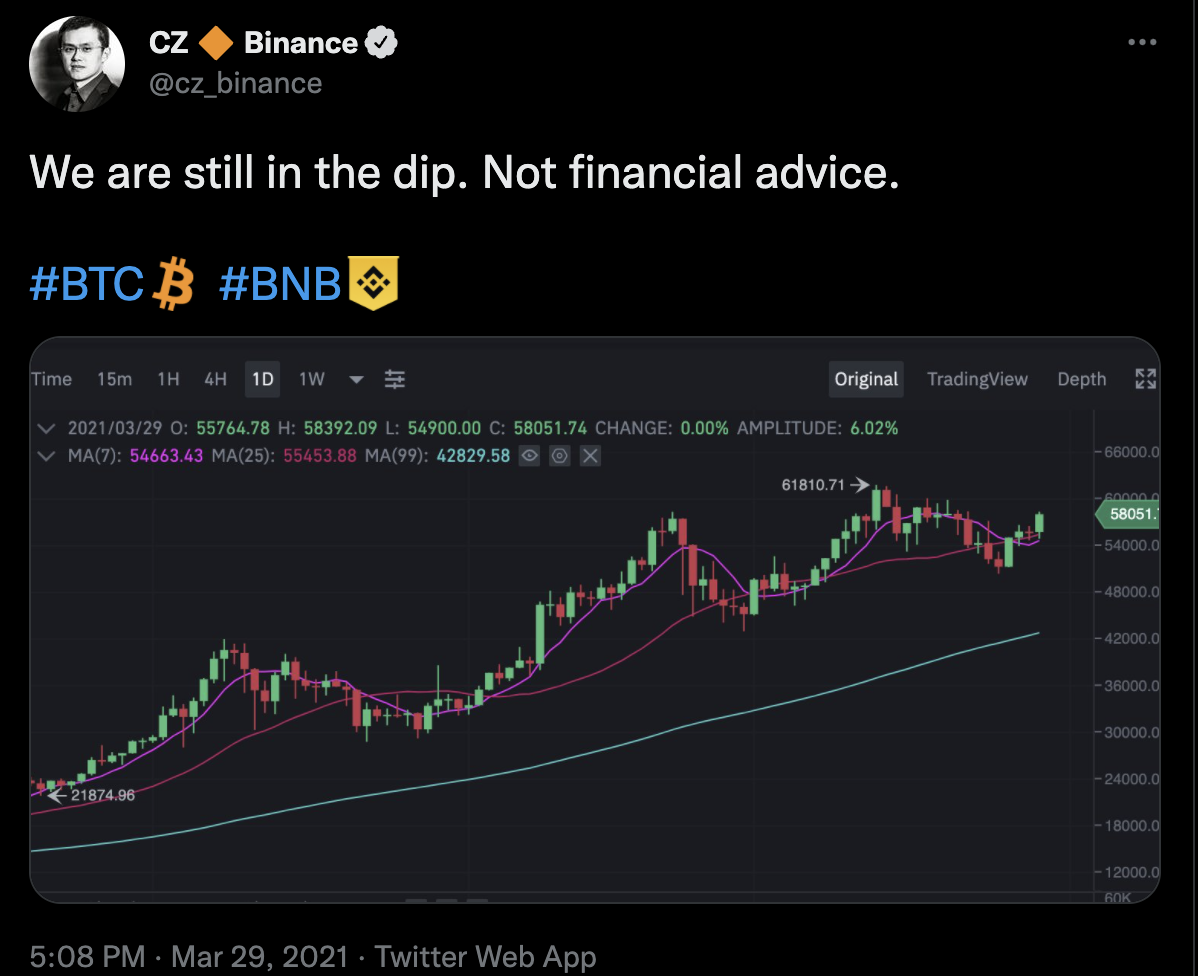 CZ 🔶 Binance
@cz_binance
We are still in the dip. Not financial advice.
#BTC #BNB
Time 15m 1H 4H 1D 1W Original TradingView Depth
2021/03/29 O: 55764.78 H: 58392.09 L: 54900.00 C: 58051.74 CHANGE: 0.00% AMPLITUDE: 6.02%
MA(7): 54663.43 MA(25): 55453.88 MA(99): 42829.58
66000.0
61810.71
60000.0
58051.
54000.0
48000.0
42000.0
36000.0
30000.0
24000.0
21874.96
18000.0
12000.0
60K
5:08 PM · Mar 29, 2021 · Twitter Web App